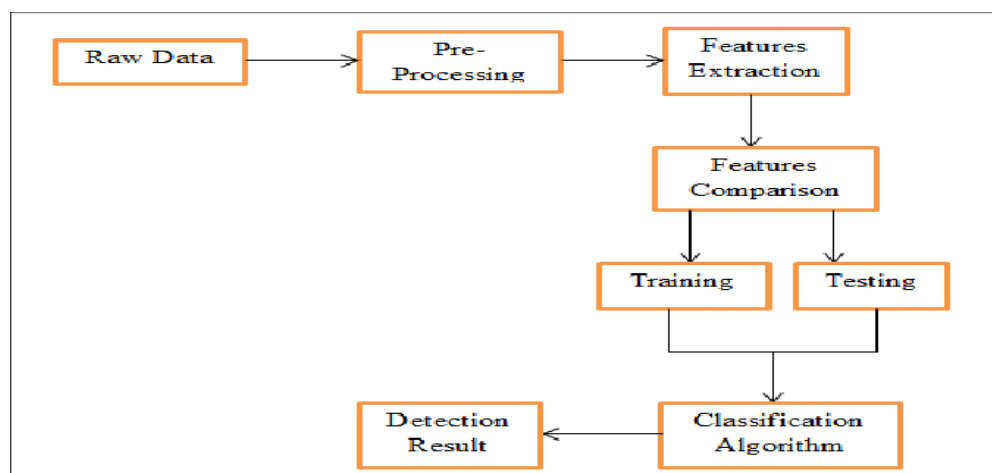 Raw Data
Pre-
Processing
Features
Extraction
Features
Comparison
Training
Testing
Detection
Result
Classification
Algorithm